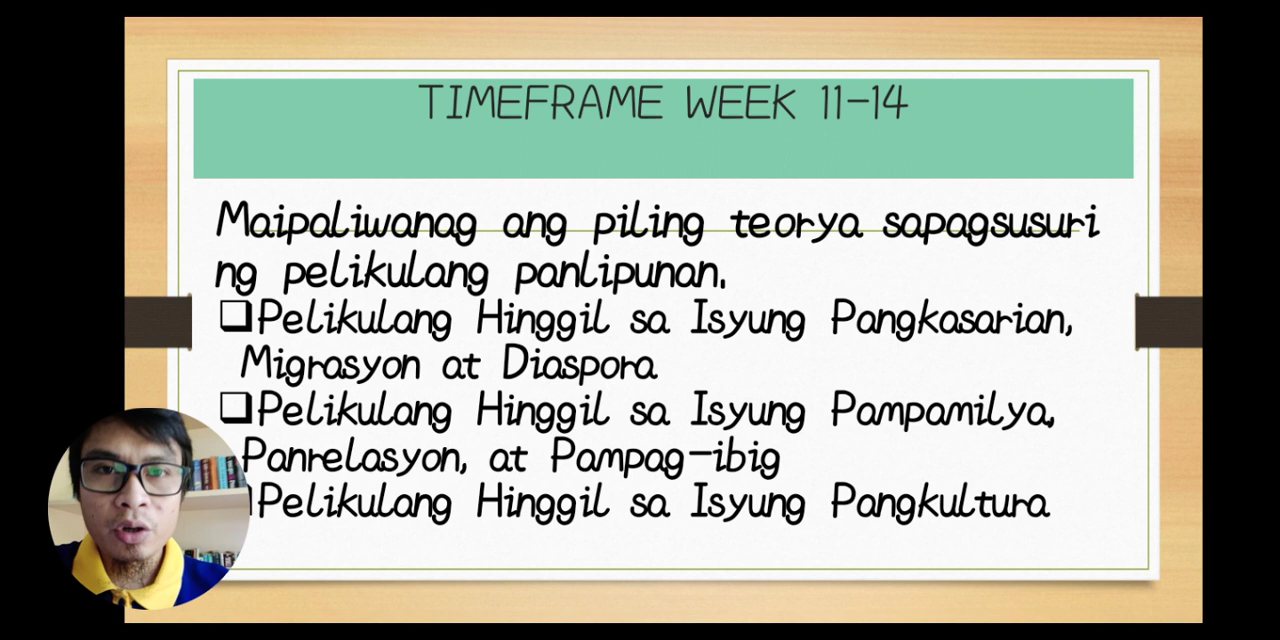 TIMEFRAME WEEK 11-14
Maipaliwanag ang piling teorya sapagsusuri
ng pelikulang panlipunan.
❑Pelikulang Hinggil sa Isyung Pangkasarian,
Migrasyon at Diaspora
❑Pelikulang Hinggil sa Isyung Pampamilya,
Panrelasyon, at Pampag-ibig
❑Pelikulang Hinggil sa Isyung Pangkultura